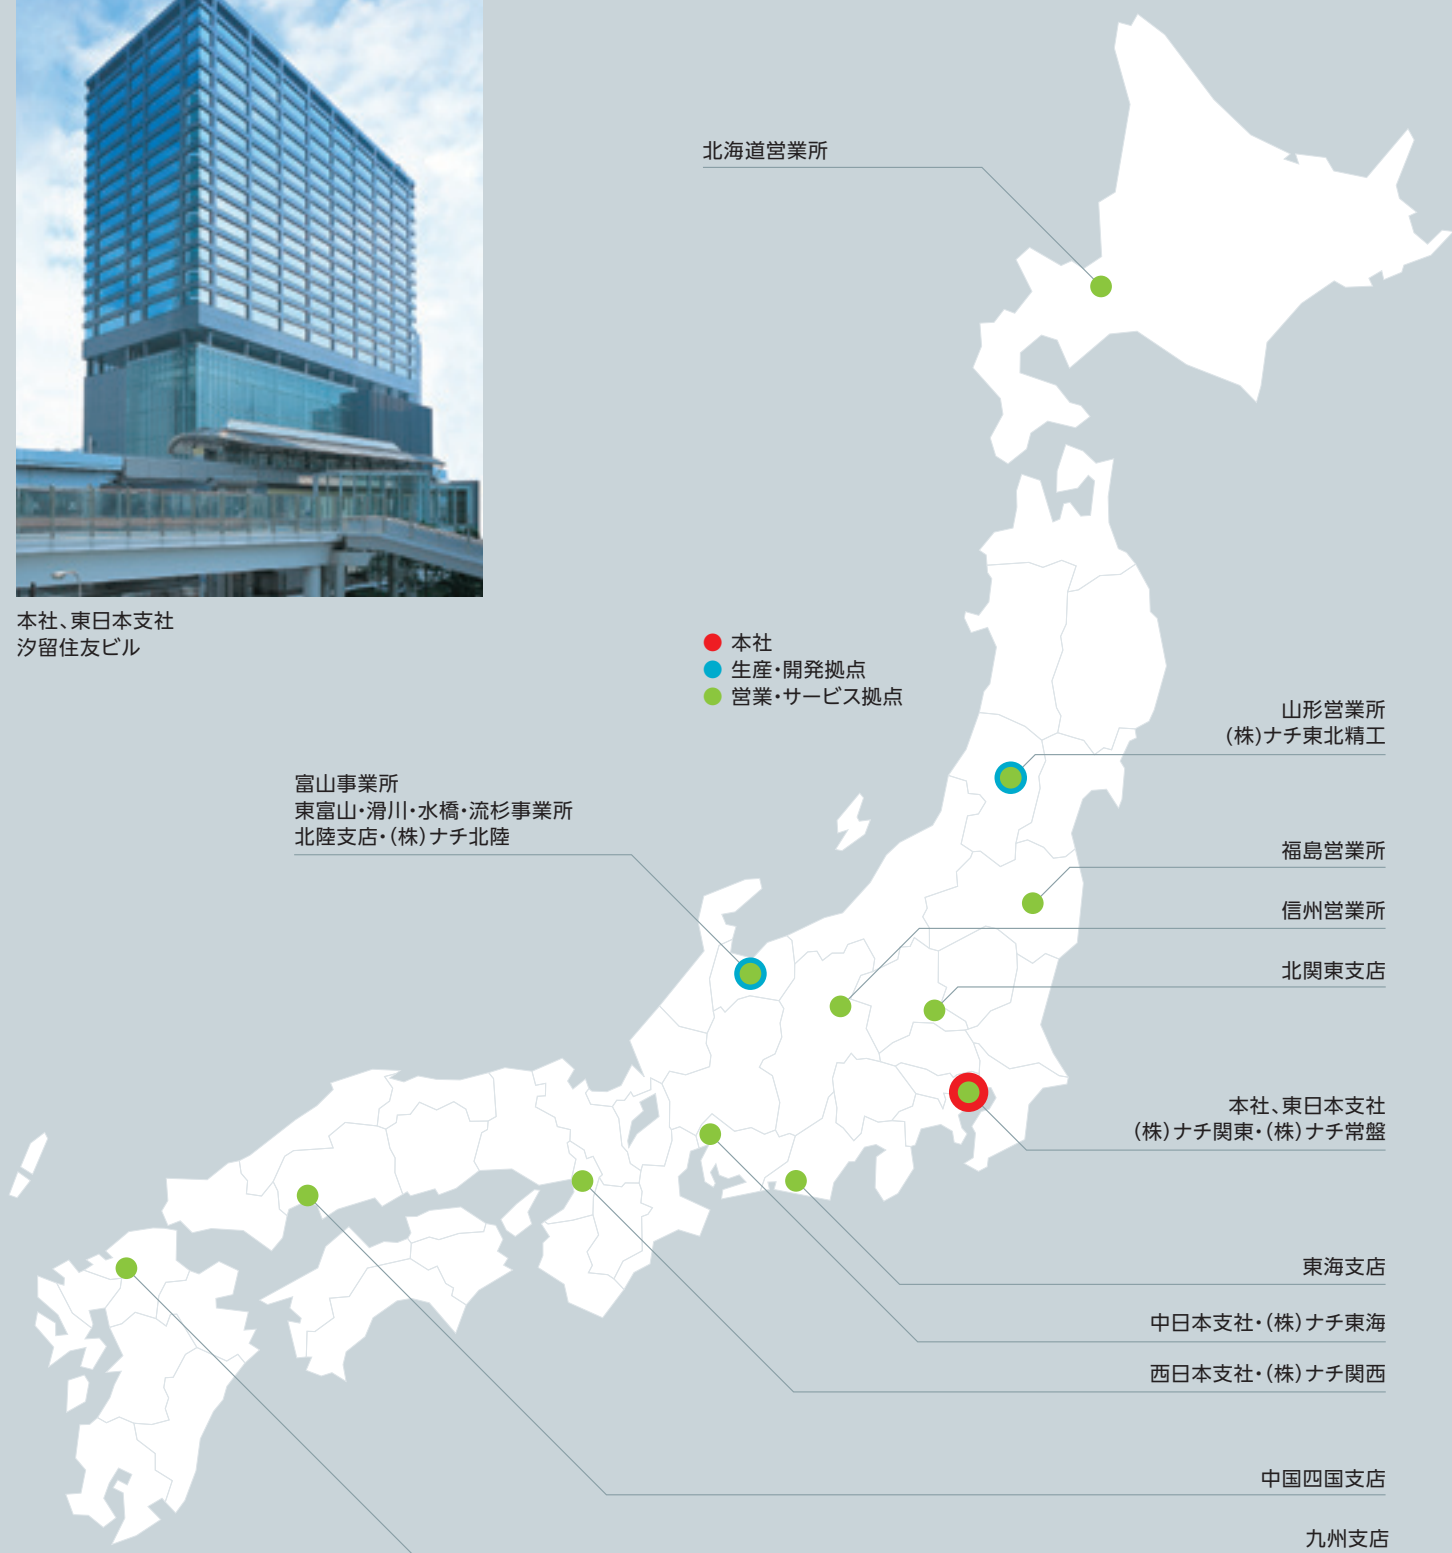 北海道営業所
本社、東日本支社
汐留住友ビル
本社
生産・開発拠点
営業・サービス拠点
山形営業所
(株)ナチ東北精工
富山事業所
東富山・滑川・水橋・流杉事業所
北陸支店・(株)ナチ北陸
福島営業所
信州営業所
北関東支店
本社、東日本支社
(株)ナチ関東・(株)ナチ常盤
東海支店
中日本支社・(株)ナチ東海
西日本支社・(株)ナチ関西
中国四国支店
九州支店